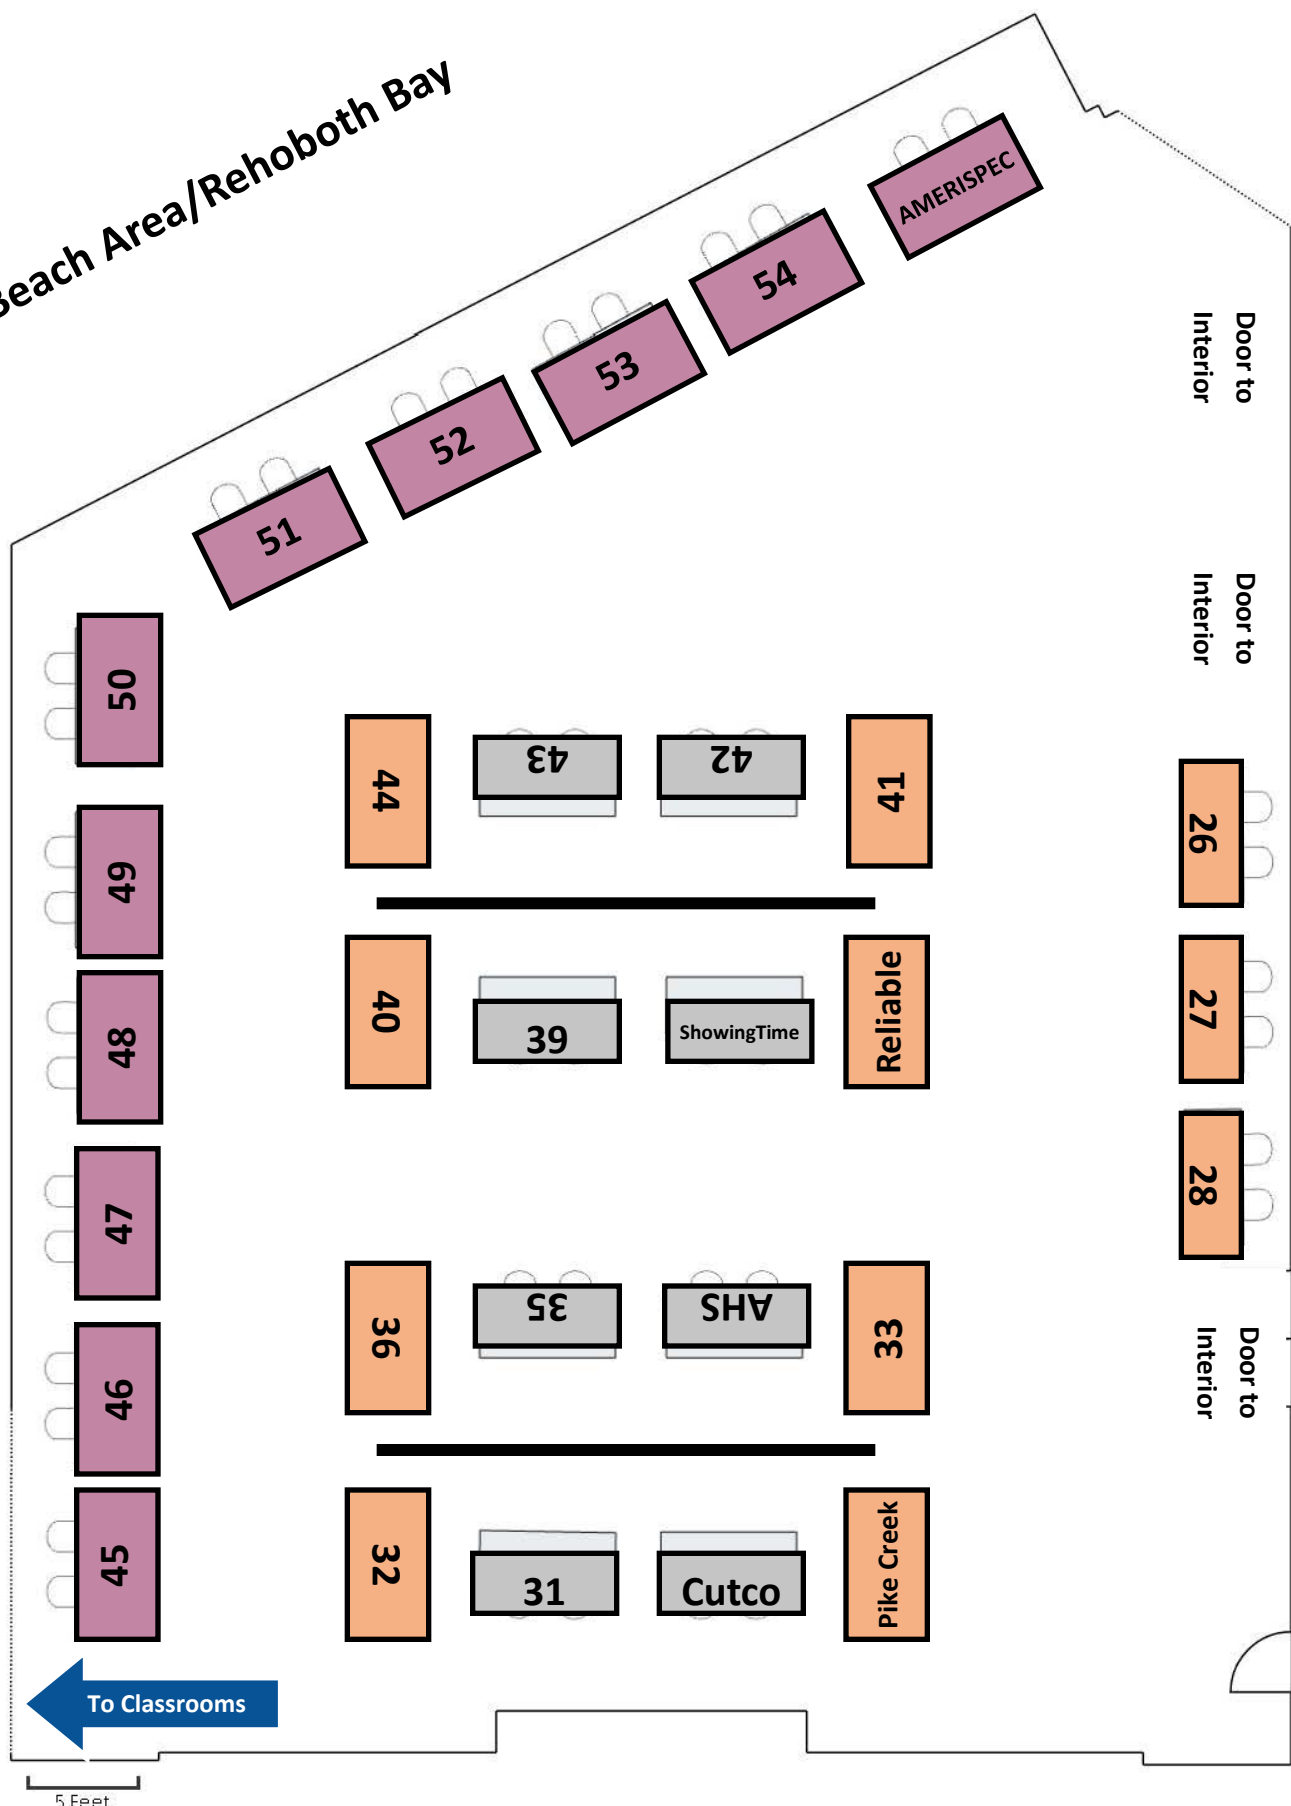 Beach Area/Rehoboth Bay
AMERISPEC
54
53
52
51
Door to
Interior
Door to
Interior
50
44
43
42
41
26
49
40
39
ShowingTime
Reliable
27
48
28
47
36
35
AHS
33
Door to
Interior
46
45
32
31
Cutco
Pike Creek
To Classrooms
5 Feet